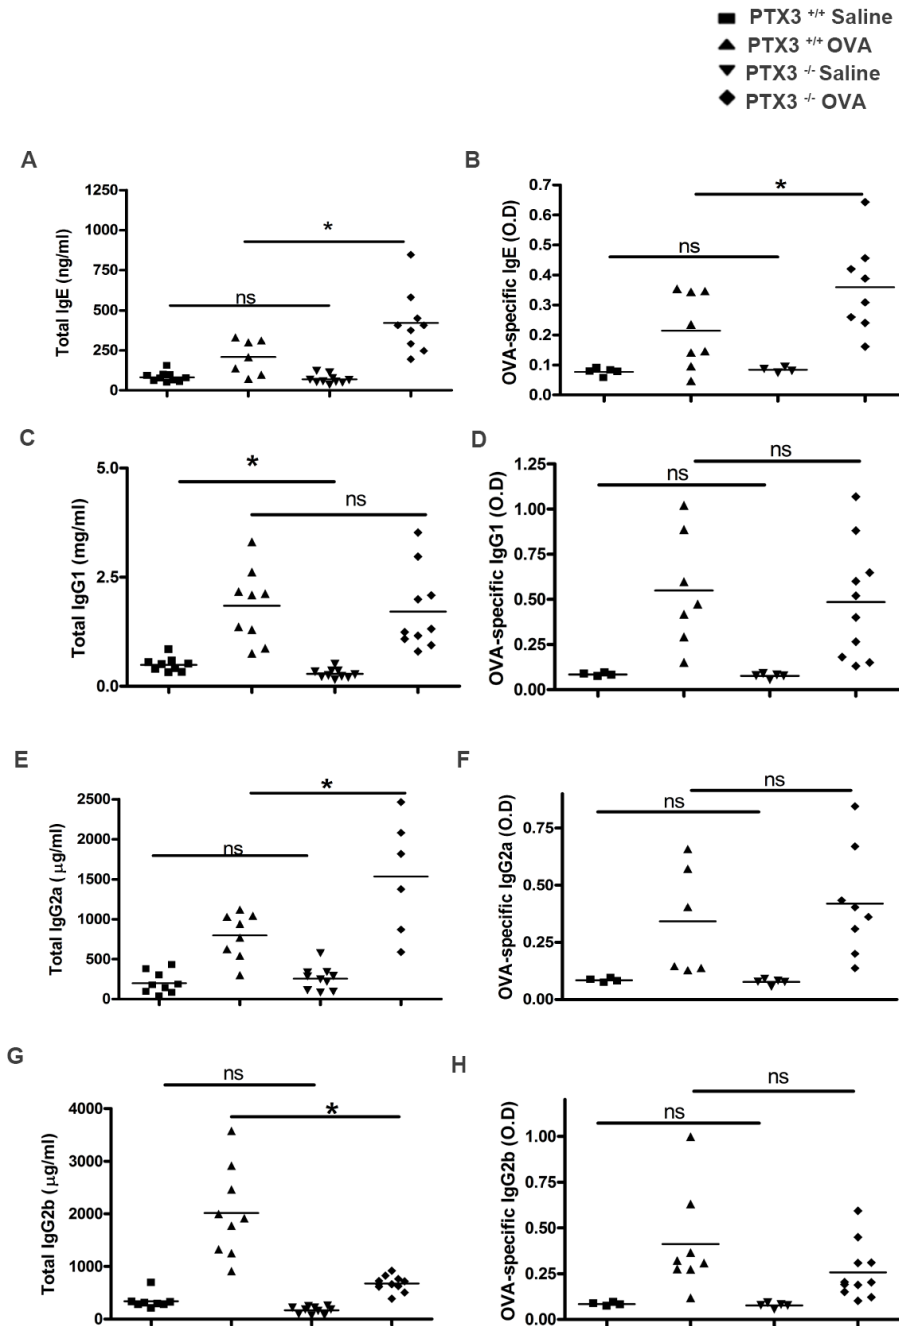 PTX3 +/+ Saline
PTX3 +/+ OVA
PTX3 -/- Saline
PTX3 -/- OVA
A
Total IgE (ng/ml)
1250
1000
750
500
250
0
*
ns
B
OVA-specific IgE (O.D)
0.7
0.6
0.5
0.4
0.3
0.2
0.1
0.0
*
ns
C
Total IgG1 (mg/ml)
5.0
2.5
0.0
*
ns
D
OVA-specific IgG1 (O.D)
1.25
1.00
0.75
0.50
0.25
0.00
ns
ns
E
Total IgG2a ( µg/ml)
2500
2000
1500
1000
500
0
*
ns
F
OVA-specific IgG2a (O.D)
0.75
0.50
0.25
0.00
ns
ns
G
Total IgG2b (µg/ml)
4000
3000
2000
1000
0
ns
*
H
OVA-specific IgG2b (O.D)
1.00
0.75
0.50
0.25
0.00
ns
ns